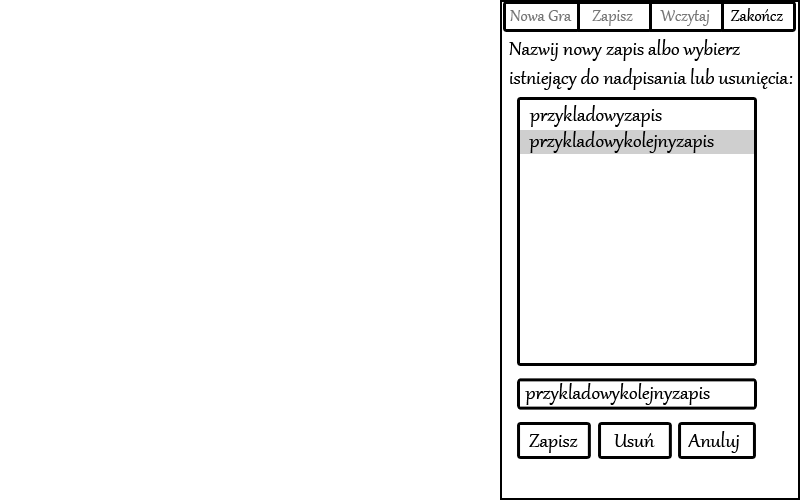 Nowa Gra Zapisz Wczytaj Zakończ
Nazwij nowy zapis albo wybierz
istniejący do nadpisania lub usunięcia:
przykladowyzapis
przykladowykolejnyzapis
przykladowykolejnyzapis
Zapisz Usuń Anuluj